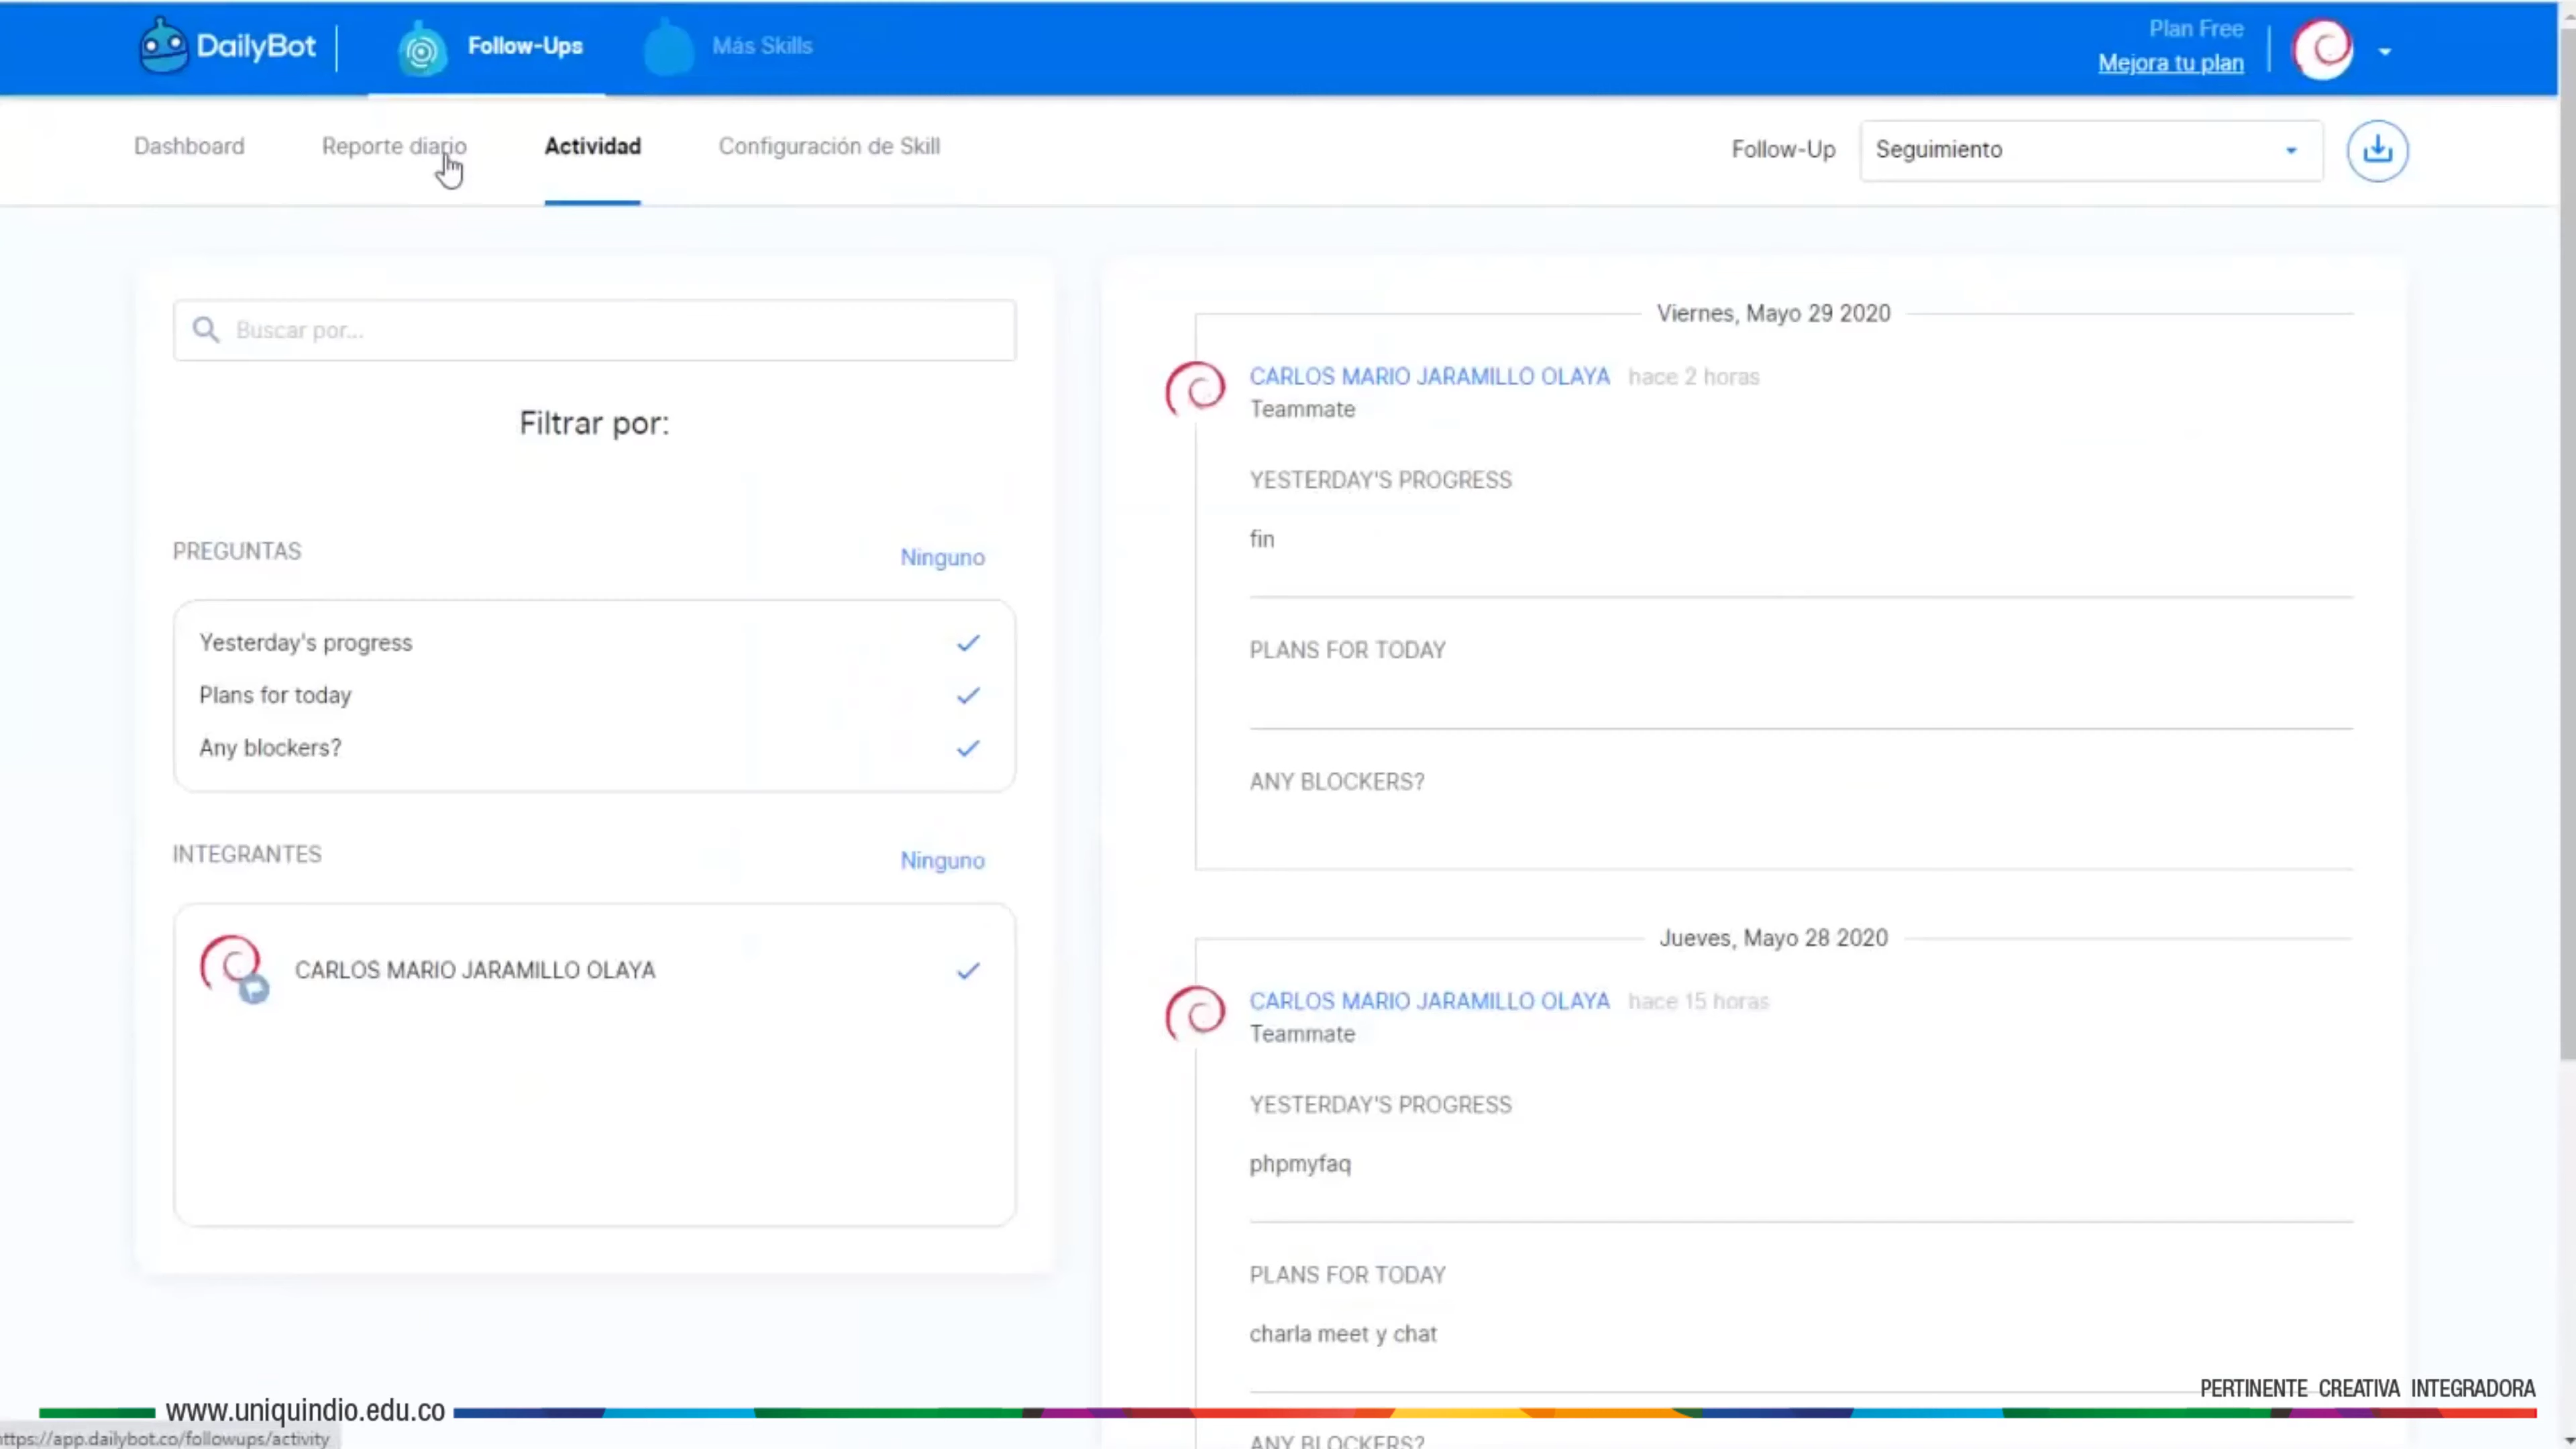 DailyBot
Follow-Ups
Más Skills
Plan Free
Mejora tu plan
Dashboard
Reporte diario
Actividad
Configuración de Skill
Follow-Up
Seguimiento
Buscar por...
Filtrar por:
PREGUNTAS
Ninguno
Yesterday's progress
Plans for today
Any blockers?
INTEGRANTES
Ninguno
CARLOS MARIO JARAMILLO OLAYA
Viernes, Mayo 29 2020
CARLOS MARIO JARAMILLO OLAYA hace 2 horas
Teammate
YESTERDAY'S PROGRESS
fin
PLANS FOR TODAY
ANY BLOCKERS?
Jueves, Mayo 28 2020
CARLOS MARIO JARAMILLO OLAYA hace 15 horas
Teammate
YESTERDAY'S PROGRESS
phpmyfaq
PLANS FOR TODAY
charla meet y chat
ANY BLOCKERS?
PERTINENTE CREATIVA INTEGRADORA
www.uniquindio.edu.co
ttps://app.dailybot.co/followups/activity